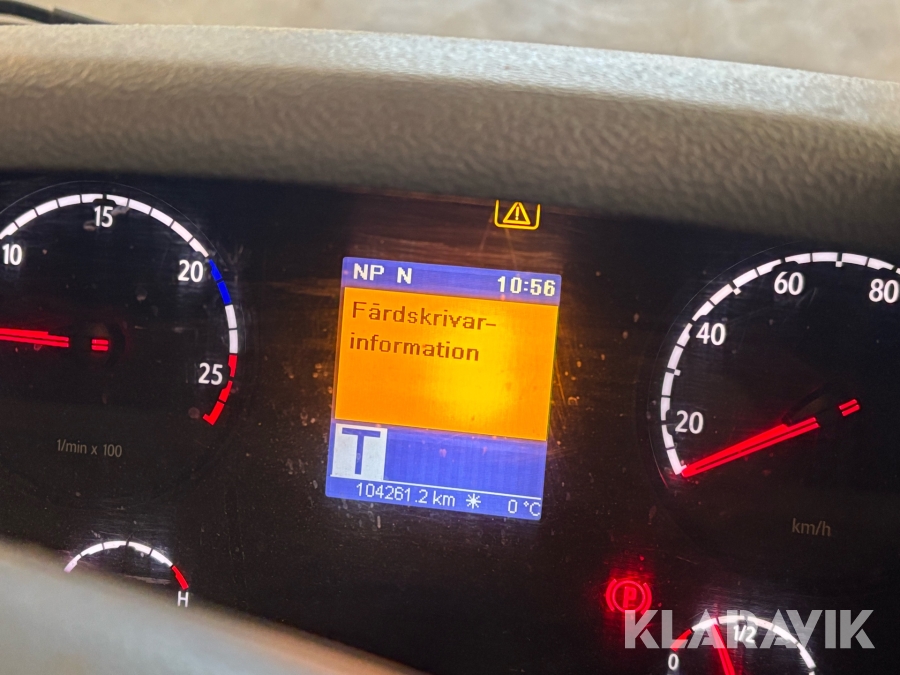 10
15
20
25
1/min x 100
H
NP N 10:56
Färdskrivar-
information
T
104261.2 km 0 °C
20
40
60
80
km/h
P
0
1/2
KLARAVIK